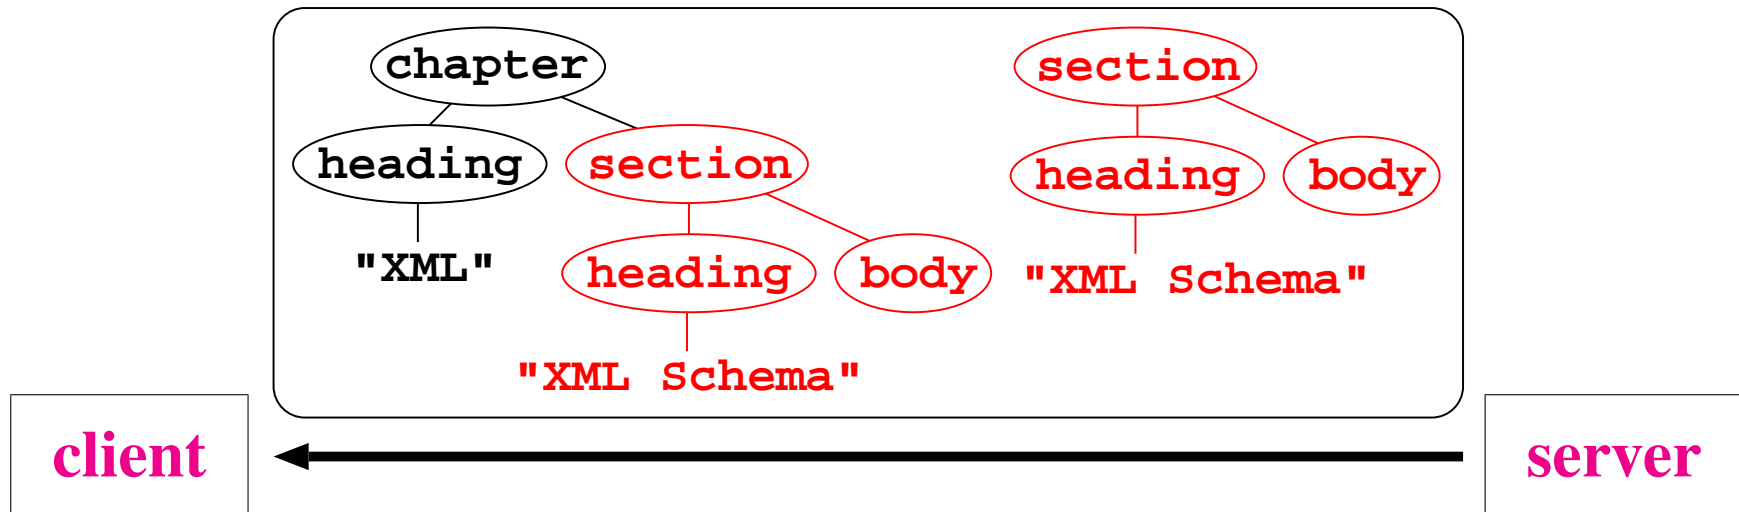 chapter
section
heading
section
heading
body
"XML"
heading
body
"XML Schema"
"XML Schema"
client
server